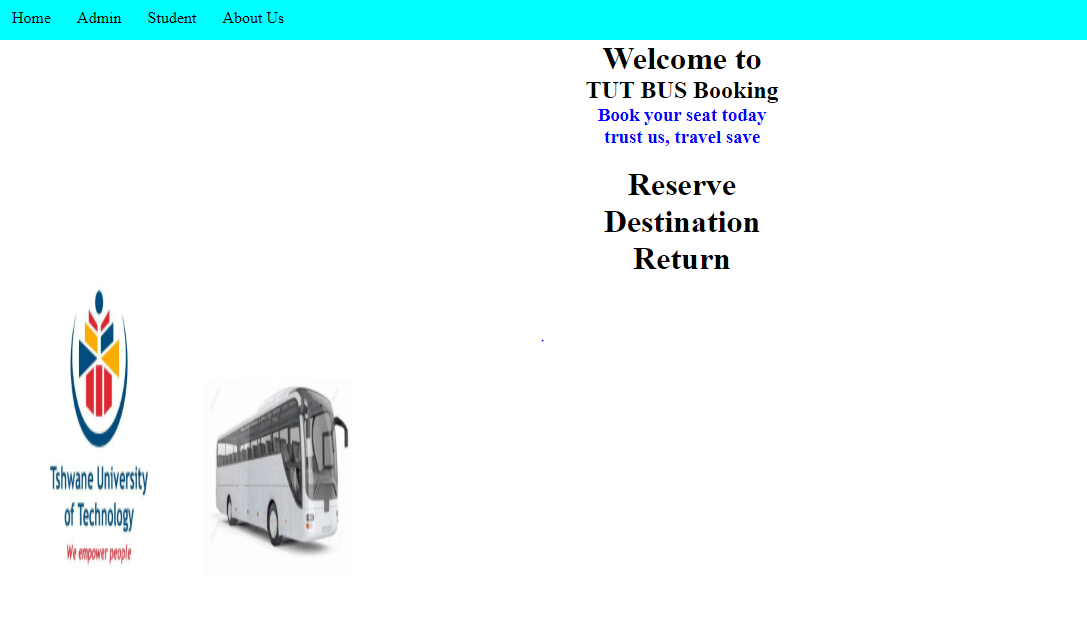 Home Admin Student About Us
Welcome to
TUT BUS Booking
Book your seat today
trust us, travel save
Reserve
Destination
Return
.
Tshwane University
of Technology
We empower people